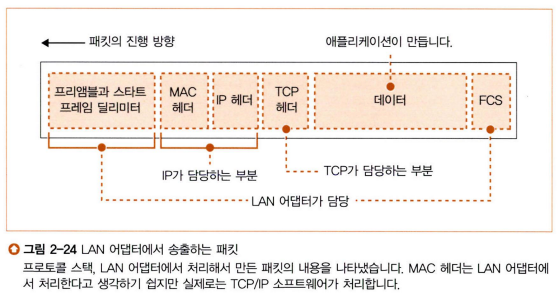 패킷의 진행 방향
애플리케이션이 만듭니다.
프리앰블과 스타트
프레임 딜리미터
MAC
헤더
IP 헤더
TCP
헤더
데이터
FCS
IP가 담당하는 부분
TCP가 담당하는 부분
LAN 어댑터가 담당
그림 2-24 LAN 어댑터에서 송출하는 패킷
프로토콜 스택, LAN 어댑터에서 처리해서 만든 패킷의 내용을 나타냈습니다. MAC 헤더는 LAN 어댑터에
서 처리한다고 생각하기 쉽지만 실제로는 TCP/IP 소프트웨어가 처리합니다.